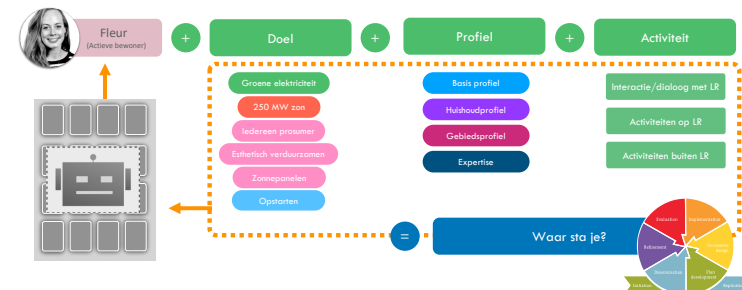 Fleur
(Actieve bewoner)
+
Doel
+
Profiel
+
Activiteit
Groene elektriciteit
250 MW zon
Iedereen prosumer
Esthetisch verduurzamen
Zonnepanelen
Opstarten
Basis profiel
Huishoudprofiel
Gebiedsprofiel
Expertise
Interactie/dialoog met LR
Activiteiten op LR
Activiteiten buiten LR
=
Waar sta je?
Evaluation
Implementation
Refinement
Dissemination
Plan
development
Initiation